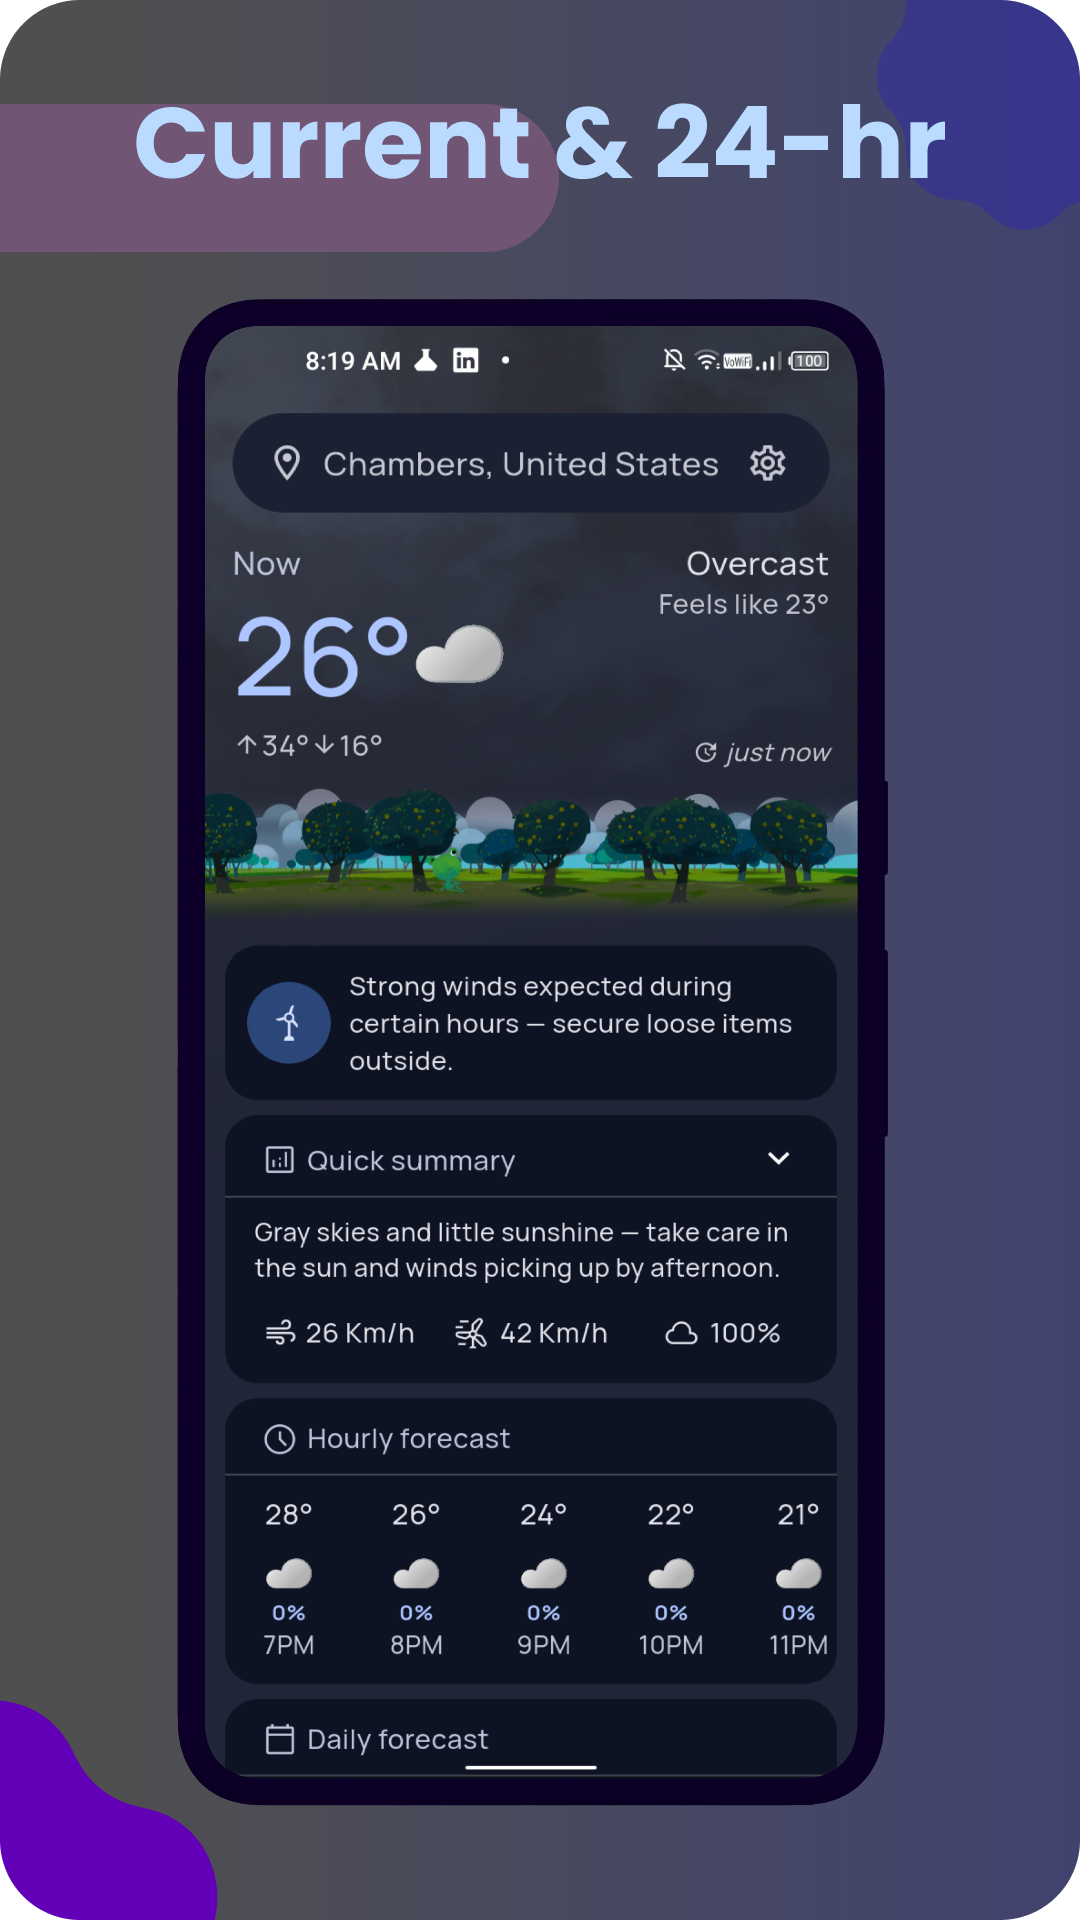 Current & 24-hr
8:19 AM in VoWiFi 100
Chambers, United States
Now
Overcast
Feels like 23°
26°
↑34°↓16°
just now
Strong winds expected during
certain hours — secure loose items
outside.
Quick summary
Gray skies and little sunshine — take care in
the sun and winds picking up by afternoon.
26 Km/h 42 Km/h 100%
Hourly forecast
28° 26° 24° 22° 21°
0% 0% 0% 0% 0%
7PM 8PM 9PM 10PM 11PM
Daily forecast